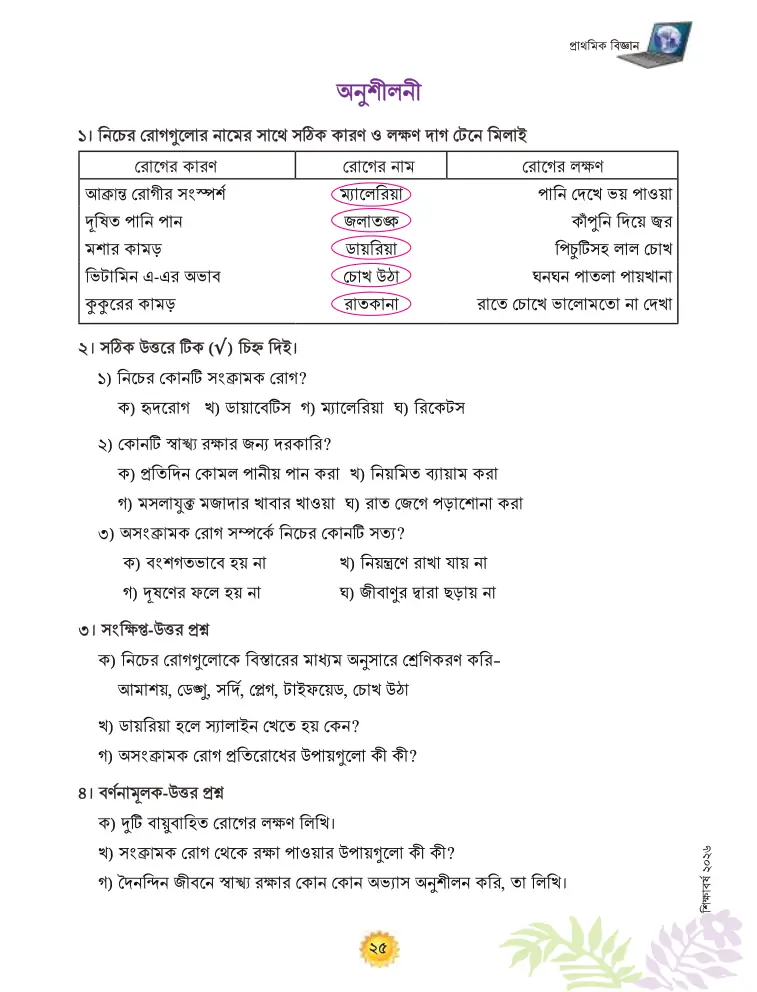 প্রাথমিক বিজ্ঞান
অনুশীলনী
১। নিচের রোগগুলোর নামের সাথে সঠিক কারণ ও লক্ষণ দাগ টেনে মিলাই
রোগের কারণ রোগের নাম রোগের লক্ষণ
আক্রান্ত রোগীর সংস্পর্শ ম্যালেরিয়া পানি দেখে ভয় পাওয়া
দূষিত পানি পান জলাতঙ্ক কাঁপুনি দিয়ে জ্বর
মশার কামড় ডায়রিয়া পিচুটিসহ লাল চোখ
ভিটামিন এ-এর অভাব চোখ উঠা ঘনঘন পাতলা পায়খানা
কুকুরের কামড় রাতকানা রাতে চোখে ভালোমতো না দেখা
২। সঠিক উত্তরে টিক (√) চিহ্ন দিই।
১) নিচের কোনটি সংক্রামক রোগ?
ক) হৃদরোগ খ) ডায়াবেটিস গ) ম্যালেরিয়া ঘ) রিকেটস
২) কোনটি স্বাস্থ্য রক্ষার জন্য দরকারি?
ক) প্রতিদিন কোমল পানীয় পান করা খ) নিয়মিত ব্যায়াম করা
গ) মসলাযুক্ত মজাদার খাবার খাওয়া ঘ) রাত জেগে পড়াশোনা করা
৩) অসংক্রামক রোগ সম্পর্কে নিচের কোনটি সত্য?
ক) বংশগতভাবে হয় না খ) নিয়ন্ত্রণে রাখা যায় না
গ) দূষণের ফলে হয় না ঘ) জীবাণুর দ্বারা ছড়ায় না
৩। সংক্ষিপ্ত-উত্তর প্রশ্ন
ক) নিচের রোগগুলোকে বিস্তারের মাধ্যম অনুসারে শ্রেণিকরণ করি-
আমাশয়, ডেঙ্গু, সর্দি, প্লেগ, টাইফয়েড, চোখ উঠা
খ) ডায়রিয়া হলে স্যালাইন খেতে হয় কেন?
গ) অসংক্রামক রোগ প্রতিরোধের উপায়গুলো কী কী?
৪। বর্ণনামূলক-উত্তর প্রশ্ন
ক) দুটি বায়ুবাহিত রোগের লক্ষণ লিখি।
খ) সংক্রামক রোগ থেকে রক্ষা পাওয়ার উপায়গুলো কী কী?
গ) দৈনন্দিন জীবনে স্বাস্থ্য রক্ষার কোন কোন অভ্যাস অনুশীলন করি, তা লিখি।
শিক্ষাবর্ষ ২০২৬
২৫